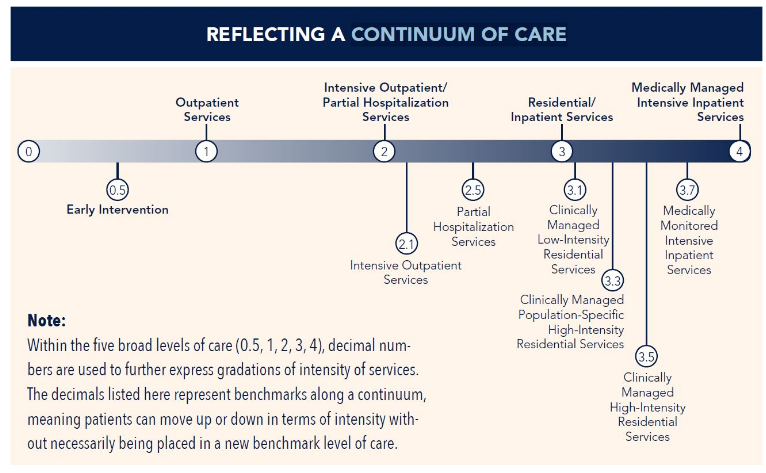 REFLECTING A CONTINUUM OF CARE
Outpatient
Services
Intensive Outpatient/
Partial Hospitalization
Services
Residential/
Inpatient Services
Medically Managed
Intensive Inpatient
Services
0
1
2
3
4
0.5
Early Intervention
2.1
Intensive Outpatient
Services
2.5
Partial
Hospitalization
Services
3.1
Clinically
Managed
Low-Intensity
Residential
Services
3.3
Clinically Managed
Population-Specific
High-Intensity
Residential Services
3.5
Clinically
Managed
High-Intensity
Residential
Services
3.7
Medically
Monitored
Intensive
Inpatient
Services
Note:
Within the five broad levels of care (0.5, 1, 2, 3, 4), decimal num-
bers are used to further express gradations of intensity of services.
The decimals listed here represent benchmarks along a continuum,
meaning patients can move up or down in terms of intensity with-
out necessarily being placed in a new benchmark level of care.